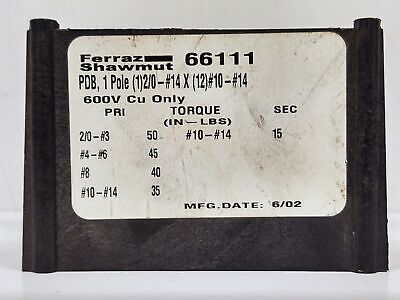 Ferraz Shawmut 66111
PDB, 1 Pole (1)2/0-#14 X (12)#10-#14
600V Cu Only
PRI TORQUE SEC
(IN-LBS)
2/0-#3 50 #10-#14 15
#4-#6 45
#8 40
#10-#14 35
MFG.DATE: 6/02